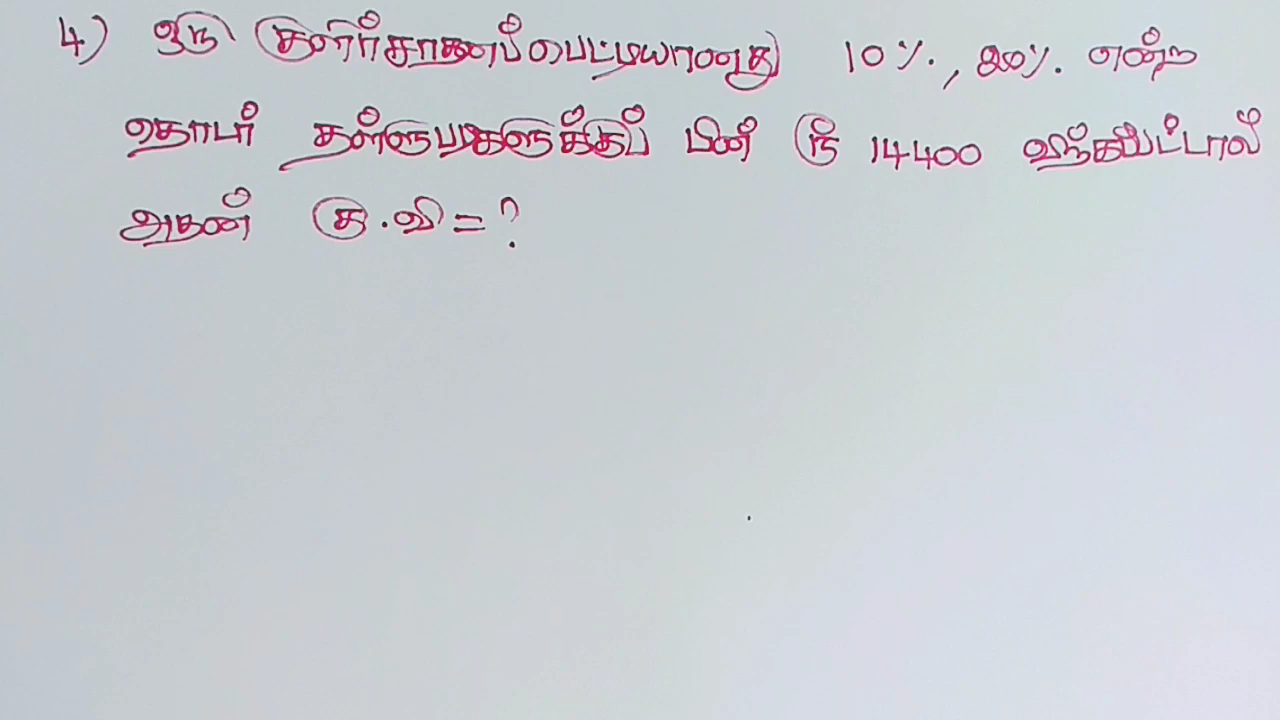 4) ஒரு குளிர்சாதனப்பெட்டியானது 10%, 20% என்ற
தொடர் தள்ளுபடிகளுக்குப் பின் ரூ 14400 விற்கப்பட்டால்
அதன் கு.வி = ?